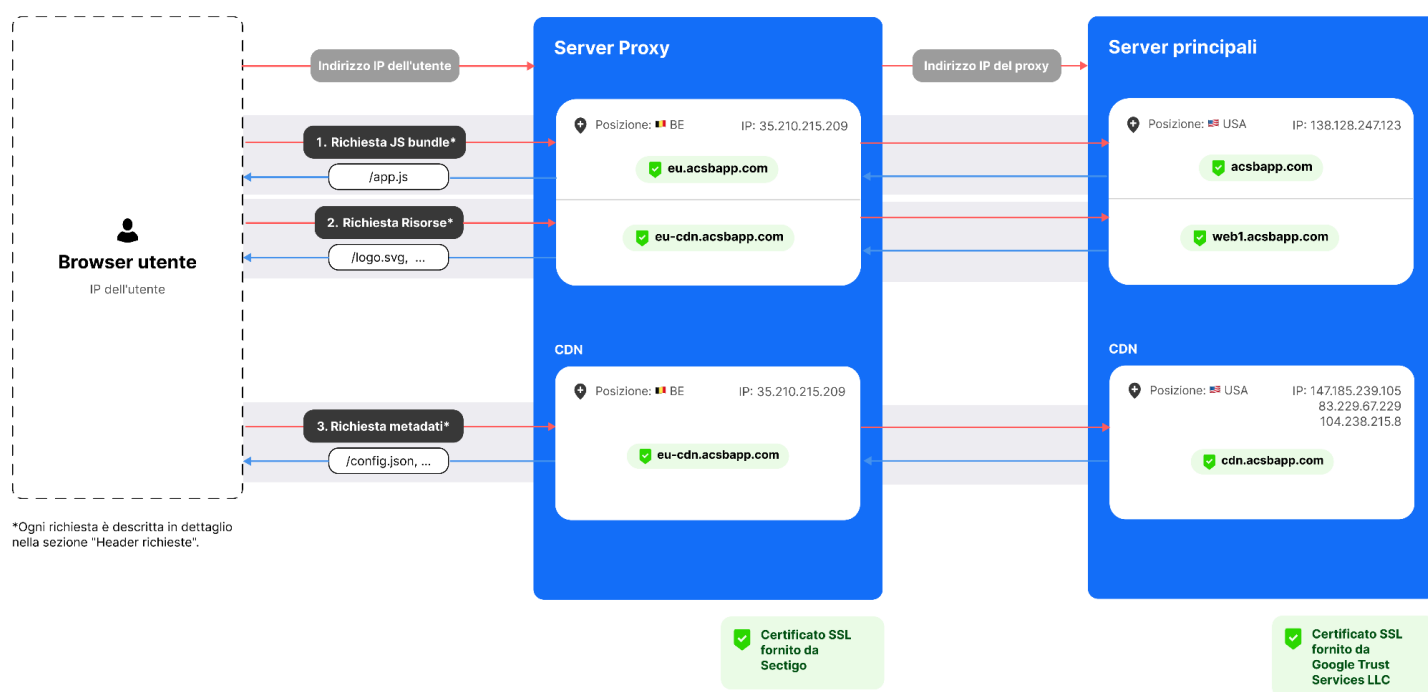 Indirizzo IP dell'utente
Server Proxy
Indirizzo IP del proxy
Server principali
Browser utente
IP dell'utente
1. Richiesta JS bundle*
/app.js
2. Richiesta Risorse*
/logo.svg, ...
3. Richiesta metadati*
/config.json, ...
*Ogni richiesta è descritta in dettaglio
nella sezione "Header richieste".
Posizione: BE IP: 35.210.215.209
eu.acsbapp.com
eu-cdn.acsbapp.com
CDN
Posizione: BE IP: 35.210.215.209
eu-cdn.acsbapp.com
Certificato SSL
fornito da
Sectigo
Posizione: USA IP: 138.128.247.123
acsbapp.com
web1.acsbapp.com
CDN
Posizione: USA IP: 147.185.239.105
83.229.67.229
104.238.215.8
cdn.acsbapp.com
Certificato SSL
fornito da
Google Trust
Services LLC